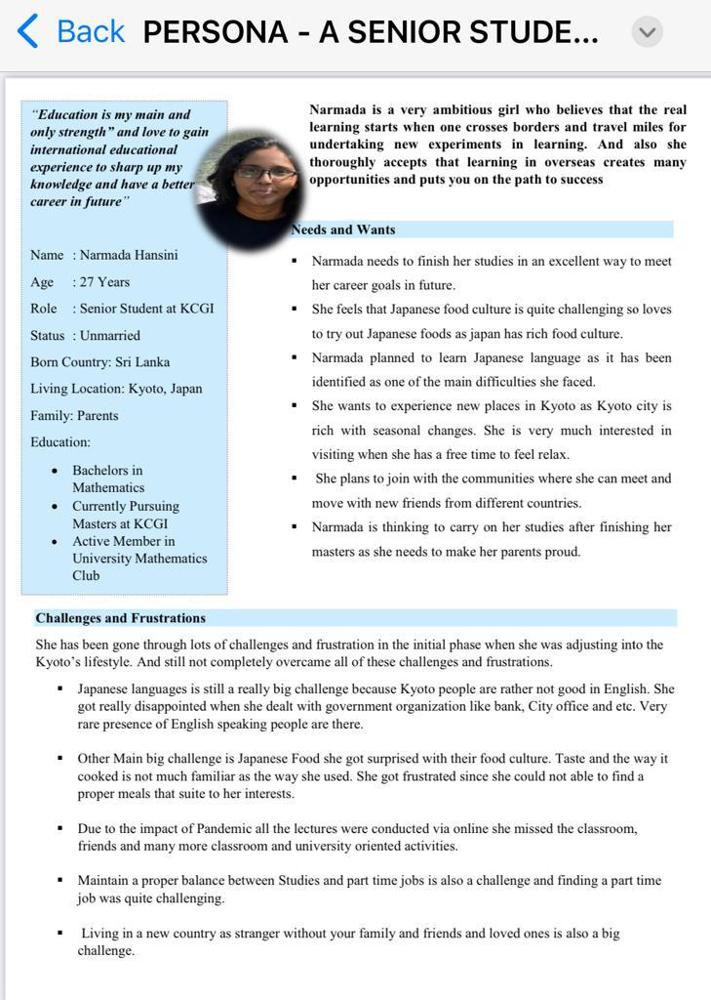 Back PERSONA - A SENIOR STUDE...
“Education is my main and
only strength” and love to gain
international educational
experience to sharp up my
knowledge and have a better
career in future”
Name : Narmada Hansini
Age : 27 Years
Role : Senior Student at KCGI
Status : Unmarried
Born Country: Sri Lanka
Living Location: Kyoto, Japan
Family: Parents
Education:
• Bachelors in
Mathematics
• Currently Pursuing
Masters at KCGI
• Active Member in
University Mathematics
Club
Narmada is a very ambitious girl who believes that the real
learning starts when one crosses borders and travel miles for
undertaking new experiments in learning. And also she
thoroughly accepts that learning in overseas creates many
opportunities and puts you on the path to success
Needs and Wants
▪ Narmada needs to finish her studies in an excellent way to meet
her career goals in future.
▪ She feels that Japanese food culture is quite challenging so loves
to try out Japanese foods as japan has rich food culture.
▪ Narmada planned to learn Japanese language as it has been
identified as one of the main difficulties she faced.
▪ She wants to experience new places in Kyoto as Kyoto city is
rich with seasonal changes. She is very much interested in
visiting when she has a free time to feel relax.
▪ She plans to join with the communities where she can meet and
move with new friends from different countries.
▪ Narmada is thinking to carry on her studies after finishing her
masters as she needs to make her parents proud.
Challenges and Frustrations
She has been gone through lots of challenges and frustration in the initial phase when she was adjusting into the
Kyoto’s lifestyle. And still not completely overcame all of these challenges and frustrations.
▪ Japanese languages is still a really big challenge because Kyoto people are rather not good in English. She
got really disappointed when she dealt with government organization like bank, City office and etc. Very
rare presence of English speaking people are there.
▪ Other Main big challenge is Japanese Food she got surprised with their food culture. Taste and the way it
cooked is not much familiar as the way she used. She got frustrated since she could not able to find a
proper meals that suite to her interests.
▪ Due to the impact of Pandemic all the lectures were conducted via online she missed the classroom,
friends and many more classroom and university oriented activities.
▪ Maintain a proper balance between Studies and part time jobs is also a challenge and finding a part time
job was quite challenging.
▪ Living in a new country as stranger without your family and friends and loved ones is also a big
challenge.